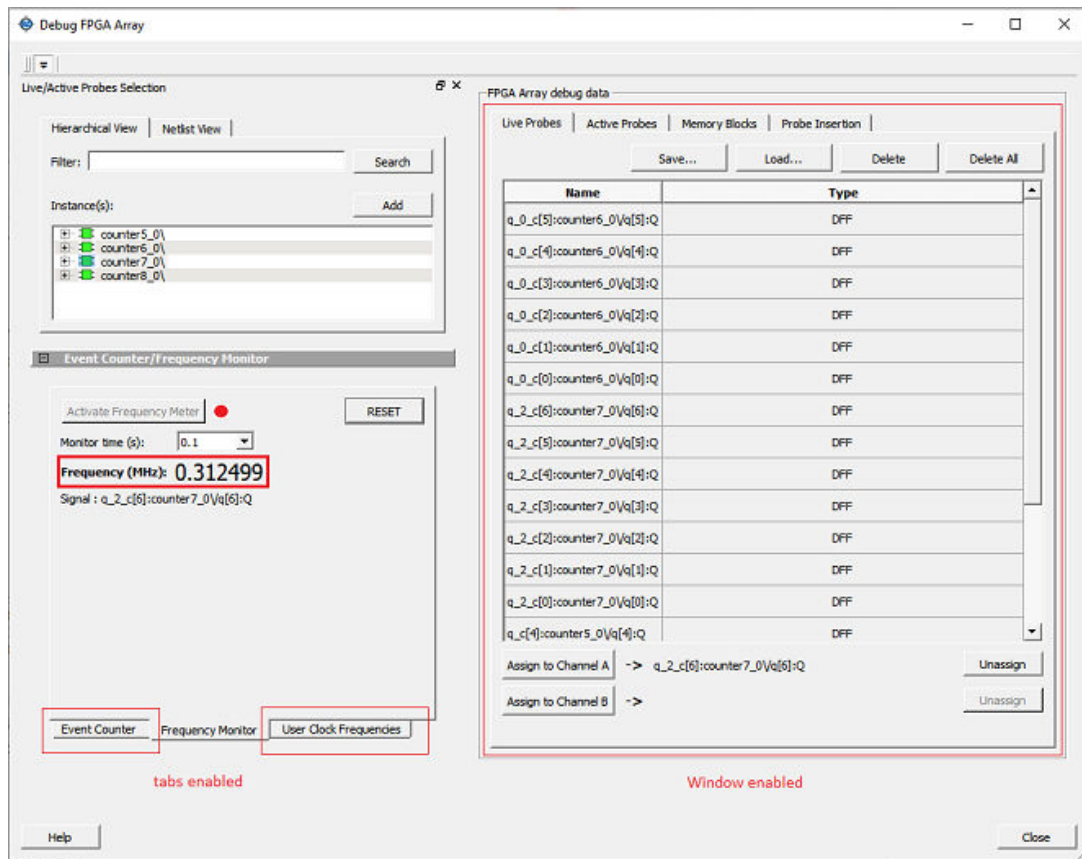 Debug FPGA Array
Live/Active Probes Selection
Hierarchical View
Netlist View
Filter:
Search
Instance(s):
Add
counter5_0\
counter6_0\
counter7_0\
counter8_0\
Event Counter/Frequency Monitor
Activate Frequency Meter
RESET
Monitor time (s):
0.1
Frequency (MHz): 0.312499
Signal : q_2_c[6]:counter7_0\/q[6]:Q
Event Counter
Frequency Monitor
User Clock Frequencies
tabs enabled
FPGA Array debug data
Live Probes
Active Probes
Memory Blocks
Probe Insertion
Save...
Load...
Delete
Delete All
Name Type
q_0_c[5]:counter6_0\/q[5]:Q DFF
q_0_c[4]:counter6_0\/q[4]:Q DFF
q_0_c[3]:counter6_0\/q[3]:Q DFF
q_0_c[2]:counter6_0\/q[2]:Q DFF
q_0_c[1]:counter6_0\/q[1]:Q DFF
q_0_c[0]:counter6_0\/q[0]:Q DFF
q_2_c[6]:counter7_0\/q[6]:Q DFF
q_2_c[5]:counter7_0\/q[5]:Q DFF
q_2_c[4]:counter7_0\/q[4]:Q DFF
q_2_c[3]:counter7_0\/q[3]:Q DFF
q_2_c[2]:counter7_0\/q[2]:Q DFF
q_2_c[1]:counter7_0\/q[1]:Q DFF
q_2_c[0]:counter7_0\/q[0]:Q DFF
q_c[4]:counter5_0\/q[4]:Q DFF
Assign to Channel A -> q_2_c[6]:counter7_0\/q[6]:Q Unassign
Assign to Channel B -> Unassign
Window enabled
Help
Close